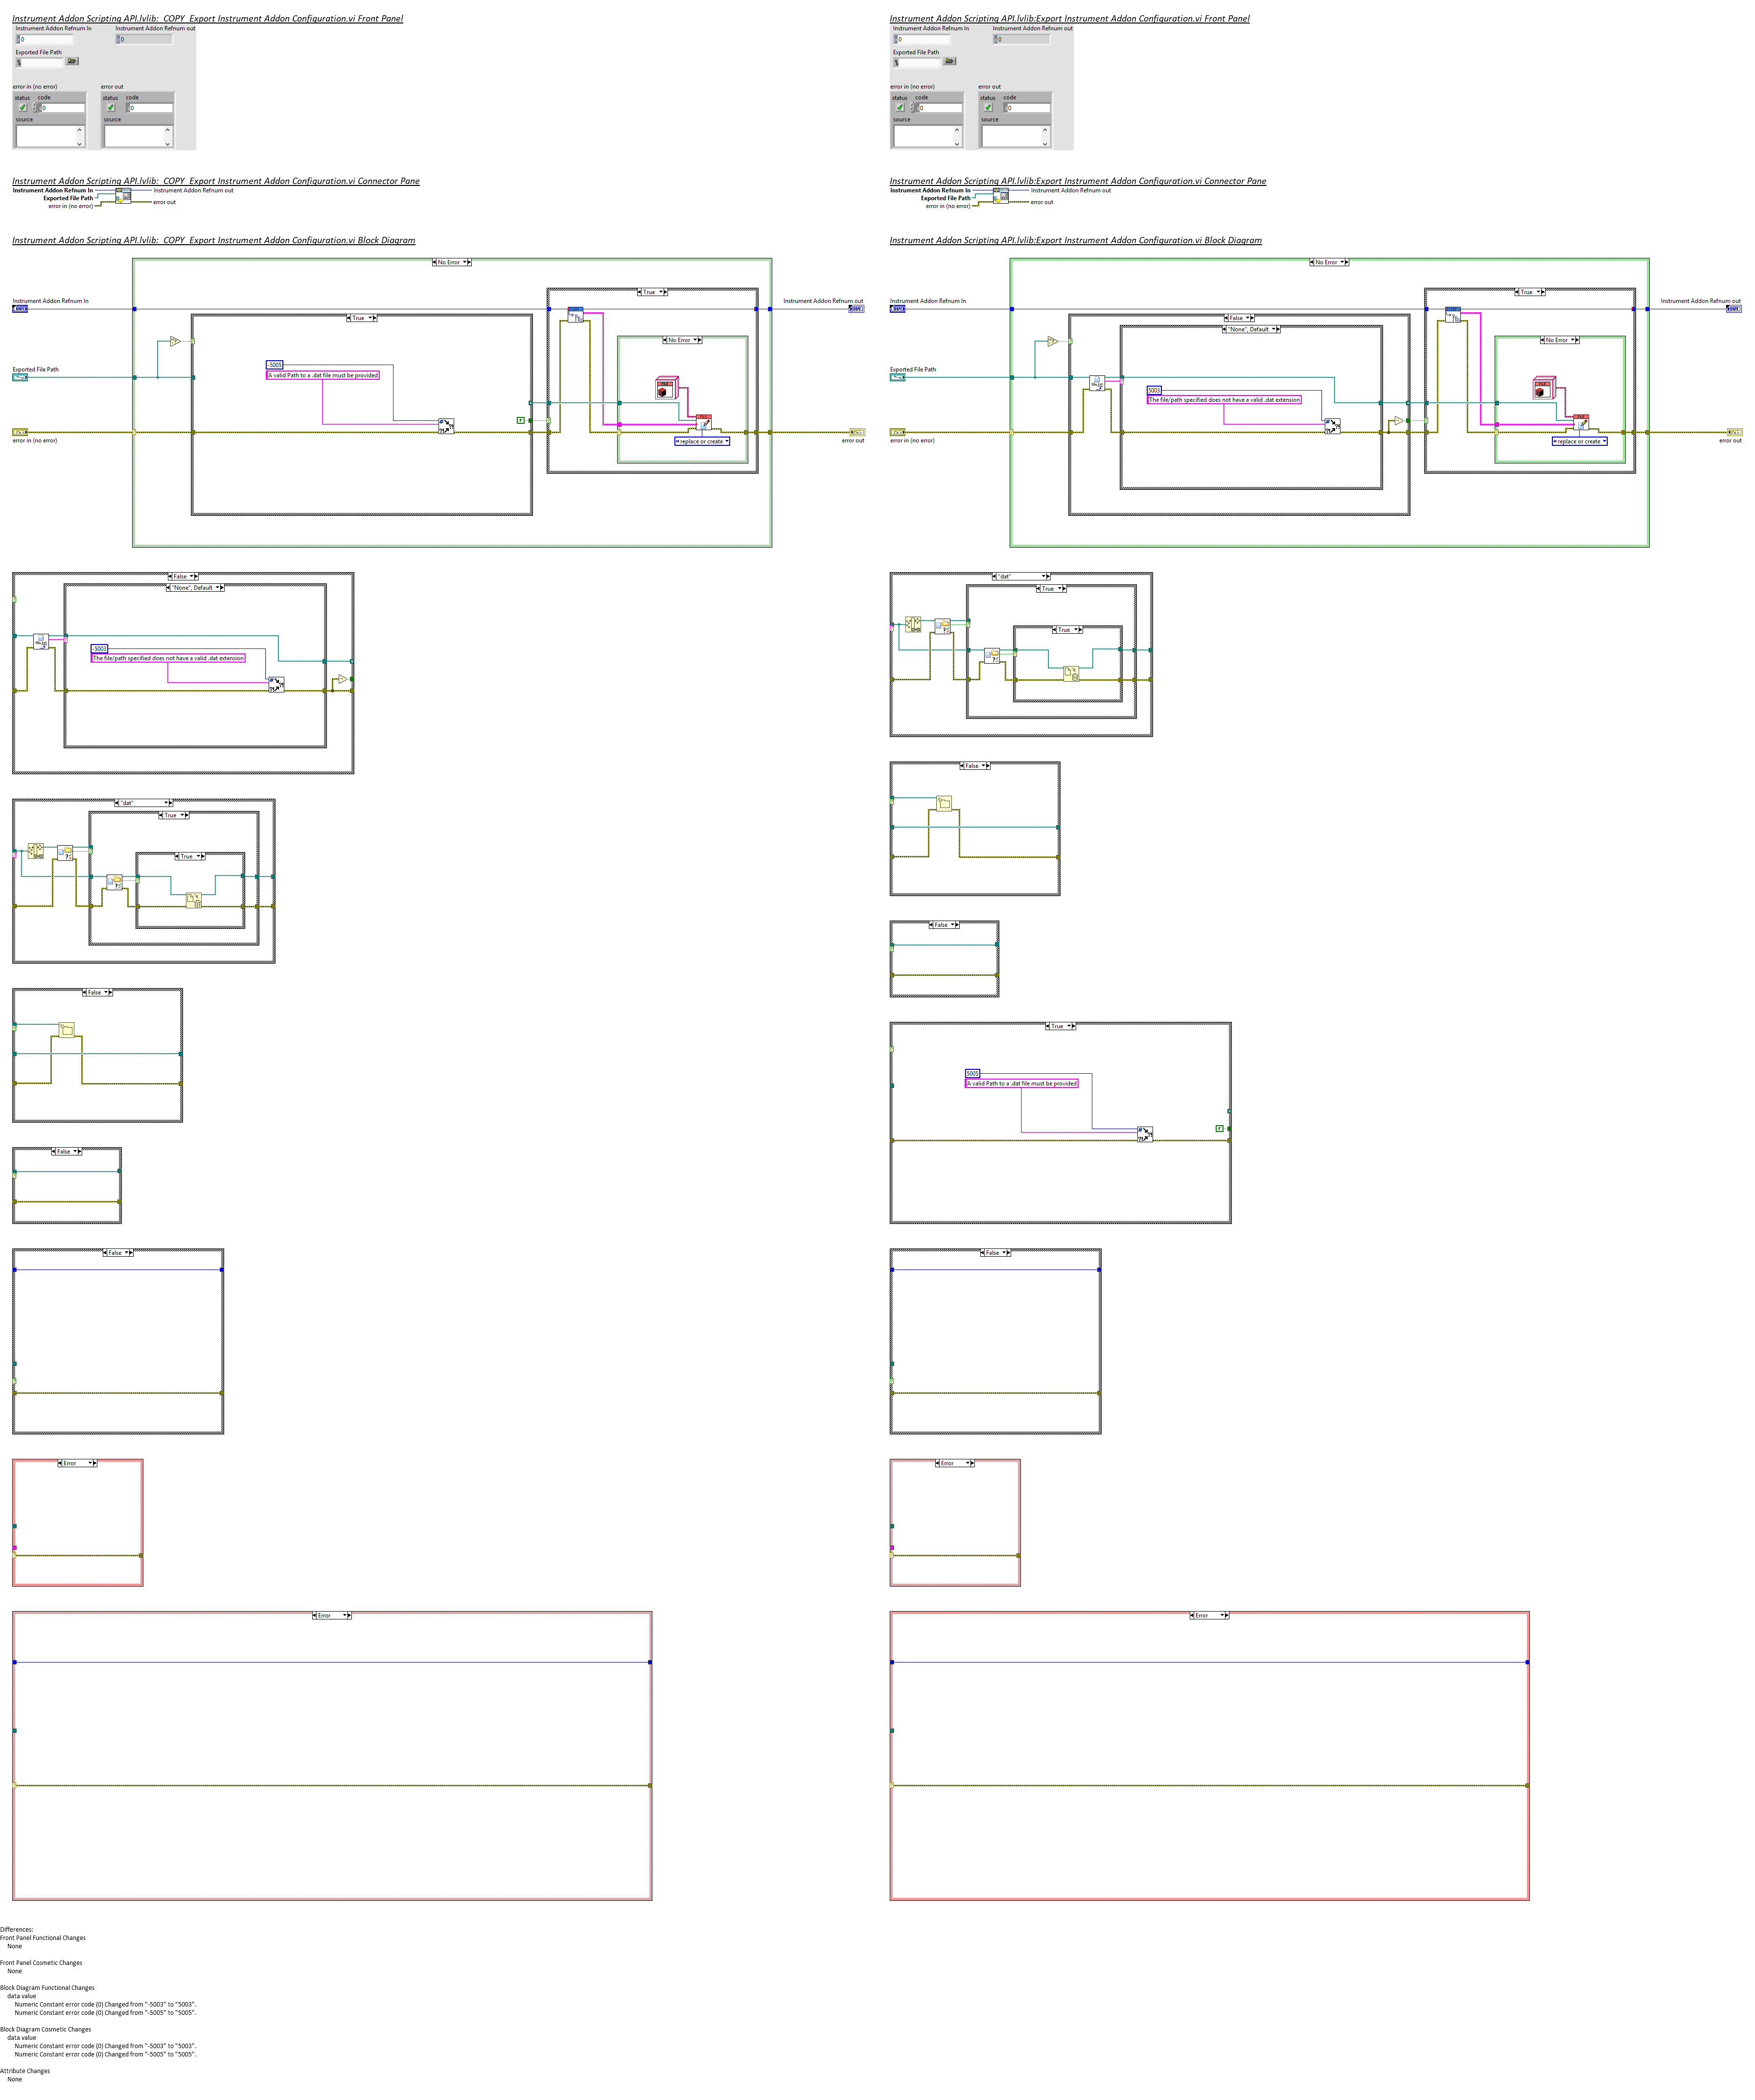 Instrument Addon Scripting API.lvlib:_COPY_Export Instrument Addon Configuration.vi Front Panel
Instrument Addon Refnum In
Instrument Addon Refnum out
0
0
Exported File Path
error in (no error)
error out
status
code
status
code
0
0
source
source
Instrument Addon Scripting API.lvlib:_COPY_Export Instrument Addon Configuration.vi Connector Pane
Instrument Addon Refnum In
Instrument Addon Refnum out
Exported File Path
error in (no error)
error out
Instrument Addon Scripting API.lvlib:_COPY_Export Instrument Addon Configuration.vi Block Diagram
No Error
True
Instrument Addon Refnum In
Instrument Addon Refnum out
True
No Error
-5005
A valid Path to a .dat file must be provided
Exported File Path
F
replace or create
error in (no error)
error out
False
"None", Default
-5003
The file/path specified does not have a valid .dat extension
"dat"
True
True
False
False
False
Error
Error
Instrument Addon Scripting API.lvlib:Export Instrument Addon Configuration.vi Front Panel
Instrument Addon Refnum In
Instrument Addon Refnum out
0
0
Exported File Path
error in (no error)
error out
status
code
status
code
0
0
source
source
Instrument Addon Scripting API.lvlib:Export Instrument Addon Configuration.vi Connector Pane
Instrument Addon Refnum In
Instrument Addon Refnum out
Exported File Path
error in (no error)
error out
Instrument Addon Scripting API.lvlib:Export Instrument Addon Configuration.vi Block Diagram
No Error
True
Instrument Addon Refnum In
Instrument Addon Refnum out
False
"None", Default
No Error
Exported File Path
5003
The file/path specified does not have a valid .dat extension
replace or create
error in (no error)
error out
"dat"
True
True
False
False
True
5005
A valid Path to a .dat file must be provided
F
False
Error
Error
Differences:
Front Panel Functional Changes
None
Front Panel Cosmetic Changes
None
Block Diagram Functional Changes
data value
Numeric Constant error code (0) Changed from "-5003" to "5003".
Numeric Constant error code (0) Changed from "-5005" to "5005".
Block Diagram Cosmetic Changes
data value
Numeric Constant error code (0) Changed from "-5003" to "5003".
Numeric Constant error code (0) Changed from "-5005" to "5005".
Attribute Changes
None